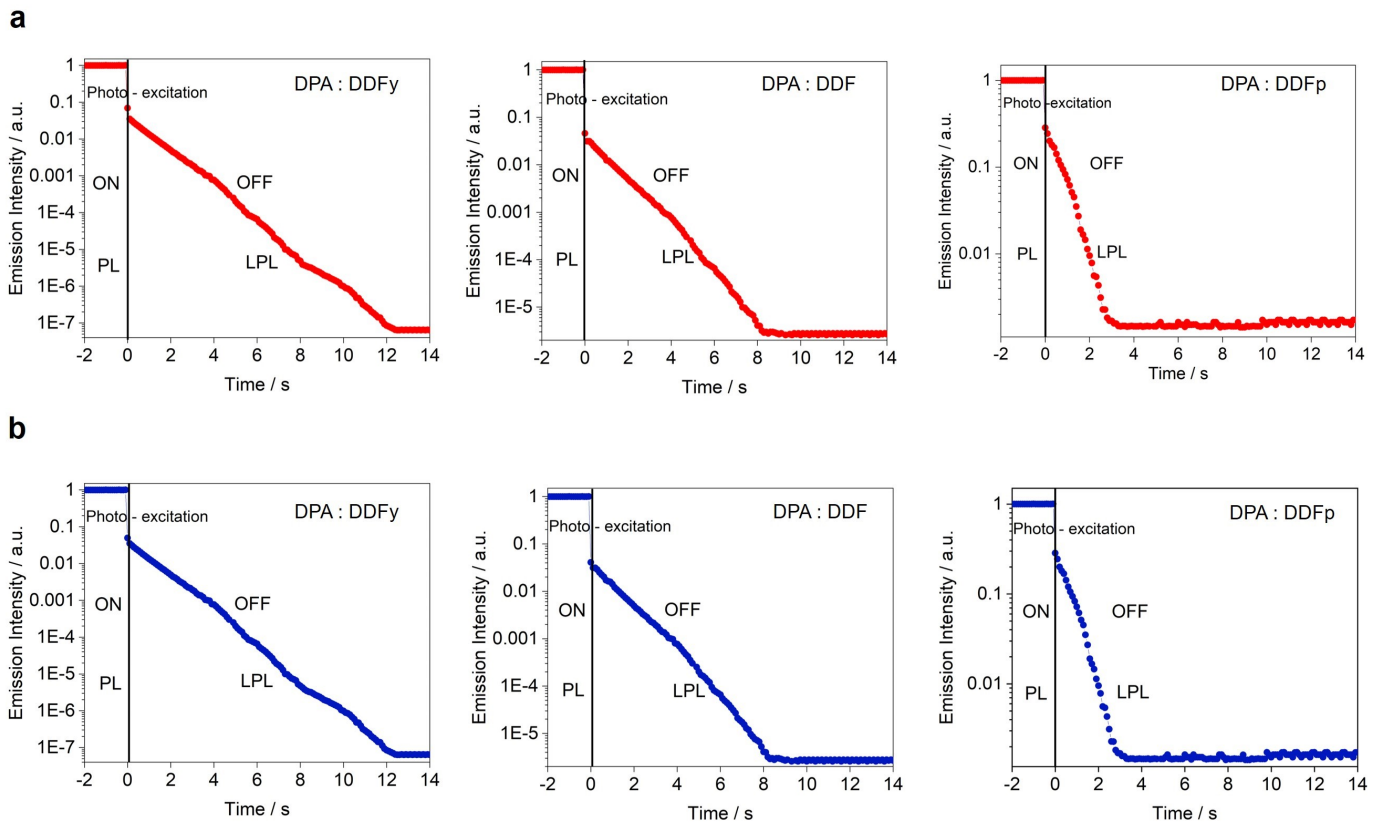 a
DPA : DDFy
Photo - excitation
ON
OFF
PL
LPL
Emission Intensity / a.u.
1
0.1
0.01
0.001
1E-4
1E-5
1E-6
1E-7
-2 0 2 4 6 8 10 12 14
Time / s
DPA : DDF
Photo - excitation
ON
OFF
PL
LPL
Emission Intensity / a.u.
1
0.1
0.01
0.001
1E-4
1E-5
-2 0 2 4 6 8 10 12 14
Time / s
DPA : DDFp
Photo -excitation
ON
OFF
PL
LPL
Emission Intensity / a.u.
1
0.1
0.01
-2 0 2 4 6 8 10 12 14
Time / s
b
DPA : DDFy
Photo - excitation
ON
OFF
PL
LPL
Emission Intensity / a.u.
1
0.1
0.01
0.001
1E-4
1E-5
1E-6
1E-7
-2 0 2 4 6 8 10 12 14
Time / s
DPA : DDF
Photo - excitation
ON
OFF
PL
LPL
Emission Intensity / a.u.
1
0.1
0.01
0.001
1E-4
1E-5
-2 0 2 4 6 8 10 12 14
Time / s
DPA : DDFp
Photo - excitation
ON
OFF
PL
LPL
Emission Intensity / a.u.
1
0.1
0.01
-2 0 2 4 6 8 10 12 14
Time / s